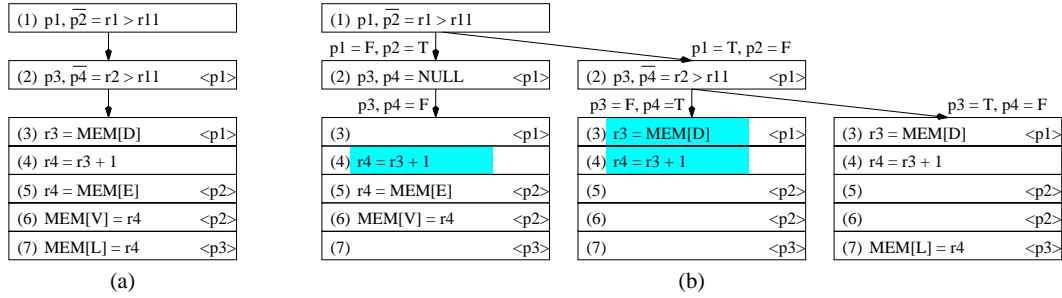 (1) p1, p2̅ = r1 > r11
(2) p3, p4̅ = r2 > r11 <p1>
(3) r3 = MEM[D] <p1>
(4) r4 = r3 + 1
(5) r4 = MEM[E] <p2>
(6) MEM[V] = r4 <p2>
(7) MEM[L] = r4 <p3>
(a)
(1) p1, p2̅ = r1 > r11
p1 = F, p2 = T
p1 = T, p2 = F
(2) p3, p4 = NULL <p1>
p3, p4 = F
(3) <p1>
(4) r4 = r3 + 1
(5) r4 = MEM[E] <p2>
(6) MEM[V] = r4 <p2>
(7) <p3>
(2) p3, p4̅ = r2 > r11 <p1>
p3 = F, p4 =T
(3) r3 = MEM[D] <p1>
(4) r4 = r3 + 1
(5) <p2>
(6) <p2>
(7) <p3>
p3 = T, p4 = F
(3) r3 = MEM[D] <p1>
(4) r4 = r3 + 1
(5) <p2>
(6) <p2>
(7) MEM[L] = r4 <p3>
(b)